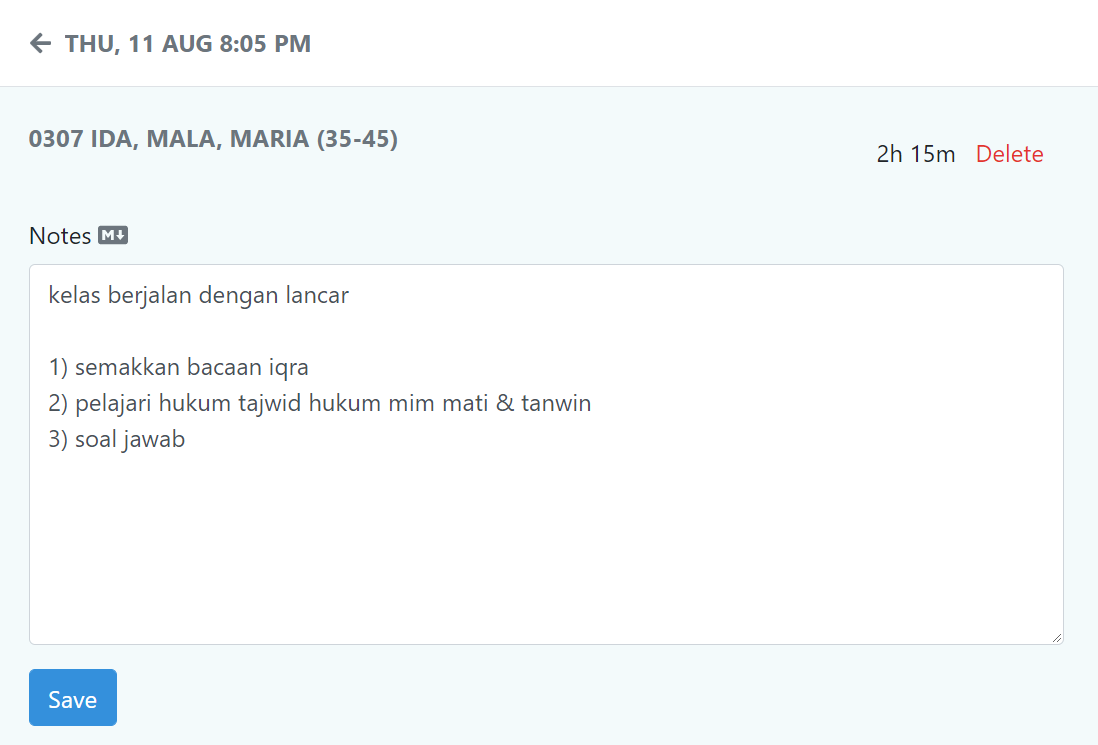 THU, 11 AUG 8:05 PM
0307 IDA, MALA, MARIA (35-45)
2h 15m Delete
Notes M
kelas berjalan dengan lancar
1) semakkan bacaan iqra
2) pelajari hukum tajwid hukum mim mati & tanwin
3) soal jawab
Save